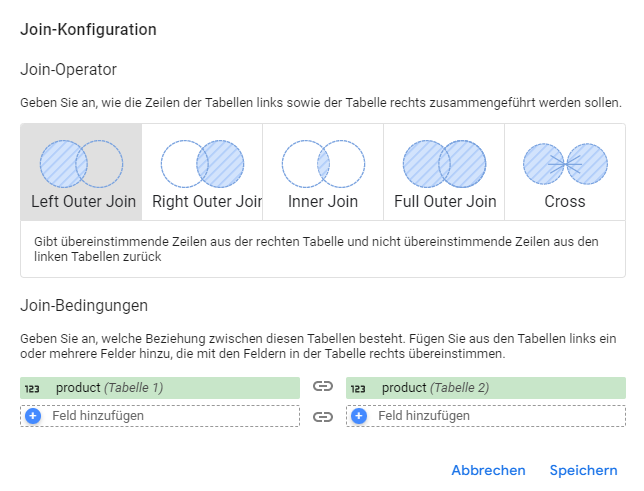 Join-Konfiguration
Join-Operator
Geben Sie an, wie die Zeilen der Tabellen links sowie der Tabelle rechts zusammengeführt werden sollen.
Left Outer Join Right Outer Join Inner Join Full Outer Join Cross
Gibt übereinstimmende Zeilen aus der rechten Tabelle und nicht übereinstimmende Zeilen aus den
linken Tabellen zurück
Join-Bedingungen
Geben Sie an, welche Beziehung zwischen diesen Tabellen besteht. Fügen Sie aus den Tabellen links ein
oder mehrere Felder hinzu, die mit den Feldern in der Tabelle rechts übereinstimmen.
123 product (Tabelle 1) 123 product (Tabelle 2)
Feld hinzufügen Feld hinzufügen
Abbrechen Speichern